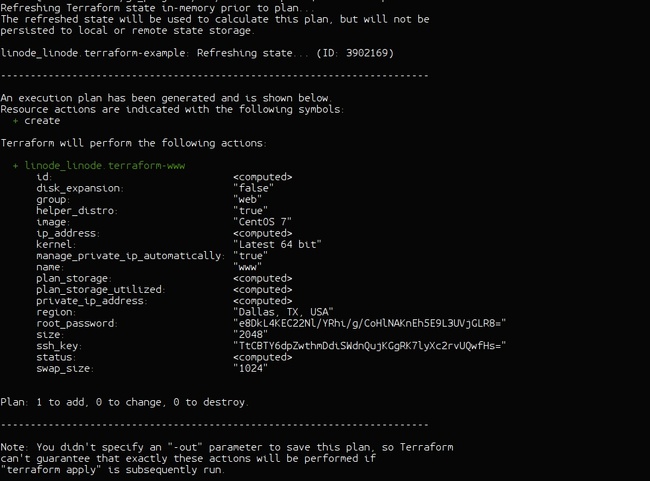 Refreshing Terraform state in-memory prior to plan...
The refreshed state will be used to calculate this plan, but will not be
persisted to local or remote state storage.
linode_linode.terraform-example: Refreshing state... (ID: 3902169)
------------------------------------------------------------------------
An execution plan has been generated and is shown below.
Resource actions are indicated with the following symbols:
+ create
Terraform will perform the following actions:
+ linode_linode.terraform-www
id: <computed>
disk_expansion: "false"
group: "web"
helper_distro: "true"
image: "CentOS 7"
ip_address: <computed>
kernel: "Latest 64 bit"
manage_private_ip_automatically: "true"
name: "www"
plan_storage: <computed>
plan_storage_utilized: <computed>
private_ip_address: <computed>
region: "Dallas, TX, USA"
root_password: "e8DkL4KEC22Nl/YRhi/g/CoHlNAKnEh5E9L3UVjGLR8="
size: "2048"
ssh_key: "TtCBTY6dpZwthmDdiSWdnQujKGgRK7lyXc2rvUQwfHs="
status: <computed>
swap_size: "1024"
Plan: 1 to add, 0 to change, 0 to destroy.
------------------------------------------------------------------------
Note: You didn't specify an "-out" parameter to save this plan, so Terraform
can't guarantee that exactly these actions will be performed if
"terraform apply" is subsequently run.